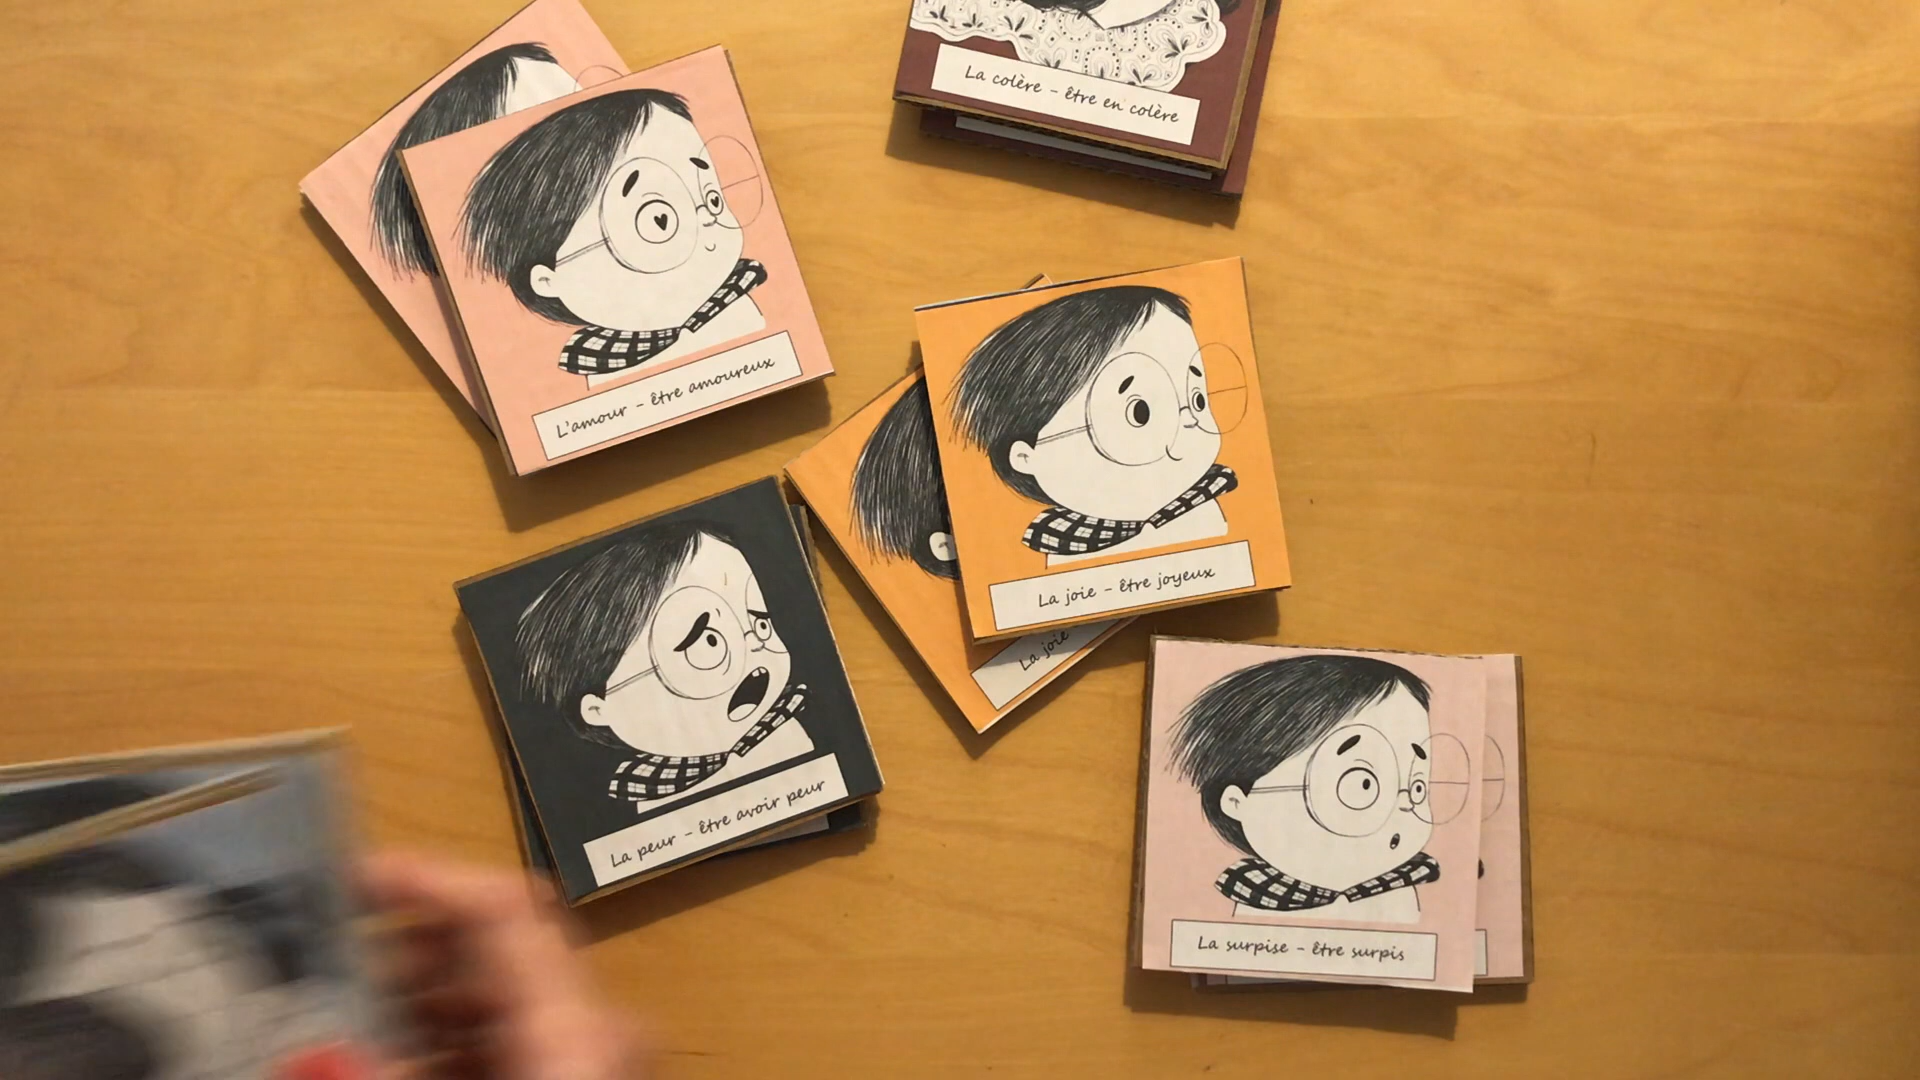 La colère - être en colère
L'amour - être amoureux
La joie - être joyeux
La joie
La peur - être avoir peur
La surpise - être surpis